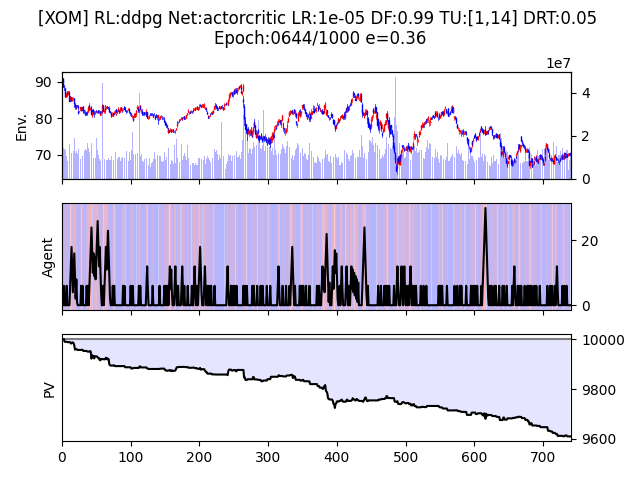 [XOM] RL:ddpg Net:actorcritic LR:1e-05 DF:0.99 TU:[1,14] DRT:0.05
Epoch:0644/1000 e=0.36
1e7
90
80
70
Env.
4
2
0
Agent
20
0
PV
10000
9800
9600
0 100 200 300 400 500 600 700